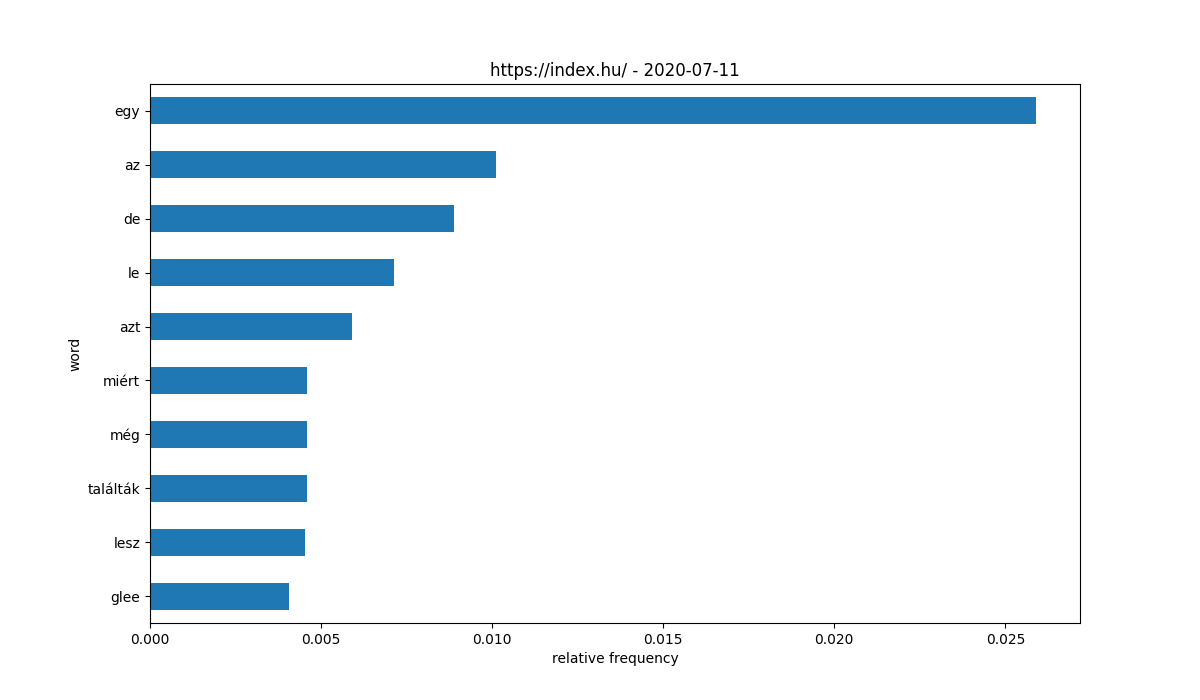 https://index.hu/ - 2020-07-11
egy
az
de
le
azt
miért
még
találták
lesz
glee
word
0.000 0.005 0.010 0.015 0.020 0.025
relative frequency